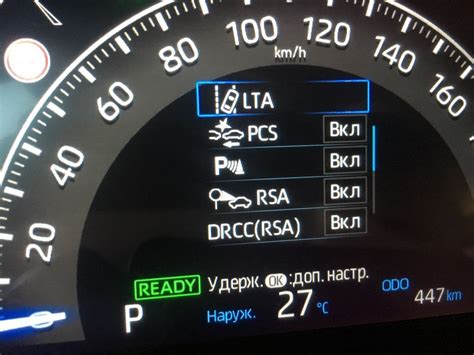 20
40
60
80
100
120
140
160
km/h
LTA
PCS Вкл
P Вкл
RSA Вкл
DRCC(RSA) Вкл
READY Удерж. OK :доп. настр.
P Наруж. 27 °C ODO 447 km